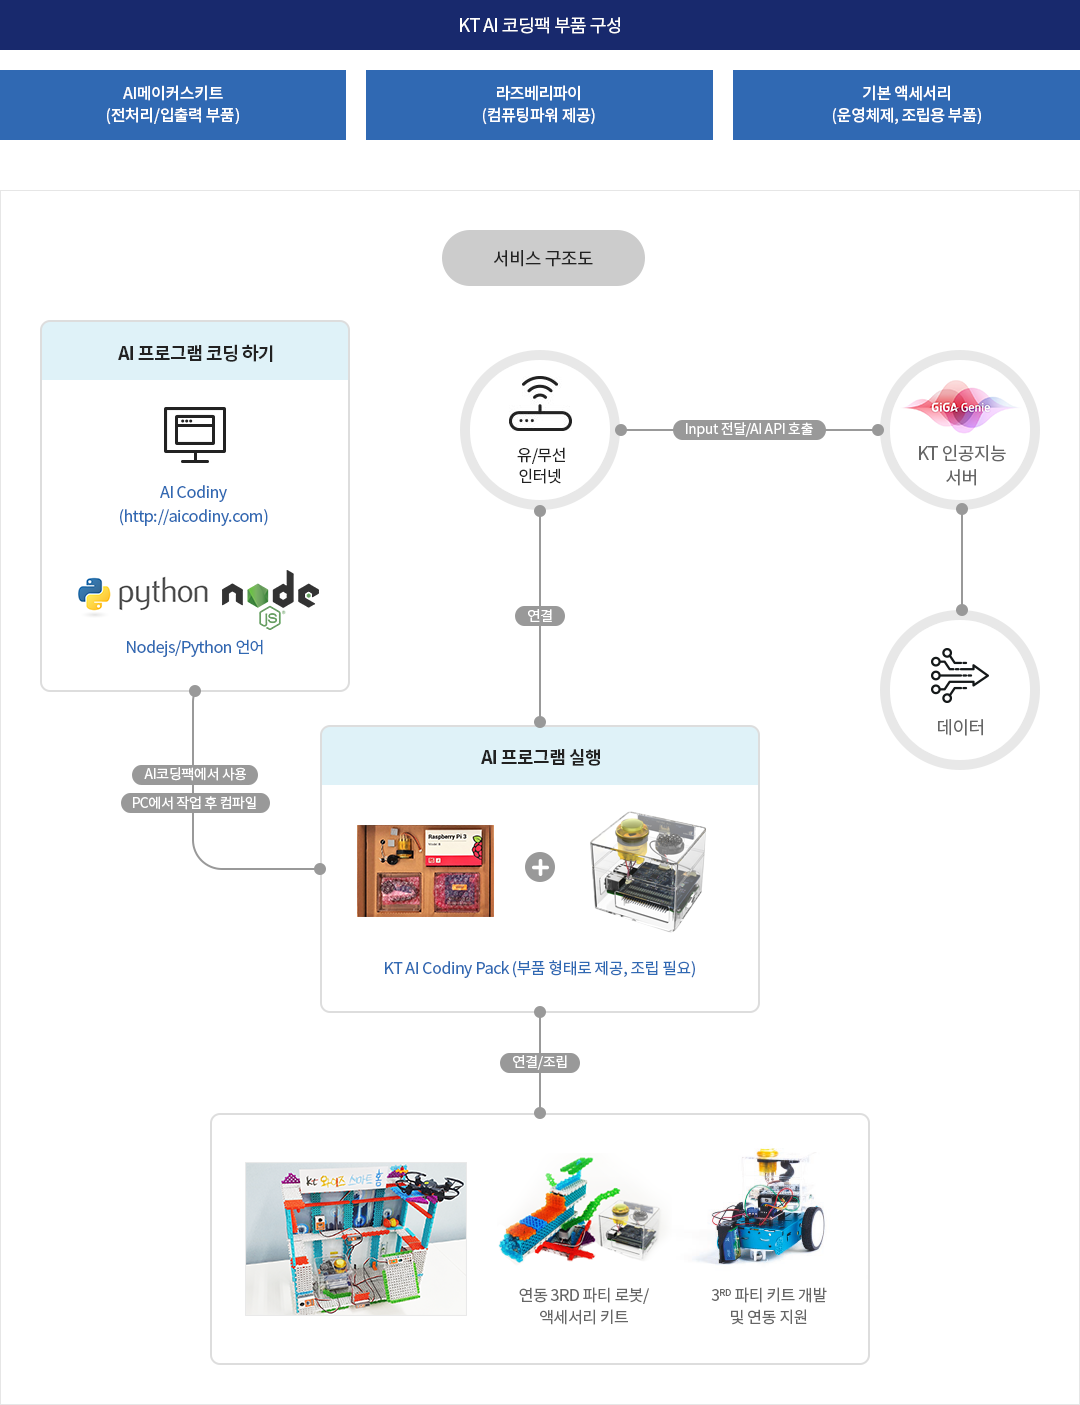 KT AI 코딩팩 부품 구성
AI메이커스키트
(전처리/입출력 부품)
라즈베리파이
(컴퓨팅파워 제공)
기본 액세서리
(운영체제, 조립용 부품)
서비스 구조도
AI 프로그램 코딩 하기
AI Codiny
(http://aicodiny.com)
python
node
JS
Nodejs/Python 언어
유/무선
인터넷
Input 전달/AI API 호출
GiGA Genie
KT 인공지능
서버
연결
데이터
AI코딩팩에서 사용
PC에서 작업 후 컴파일
AI 프로그램 실행
Raspberry Pi 3
KT AI Codiny Pack (부품 형태로 제공, 조립 필요)
연결/조립
kt 와이즈 스마트 홈
연동 3RD 파티 로봇/
액세서리 키트
3RD 파티 키트 개발
및 연동 지원